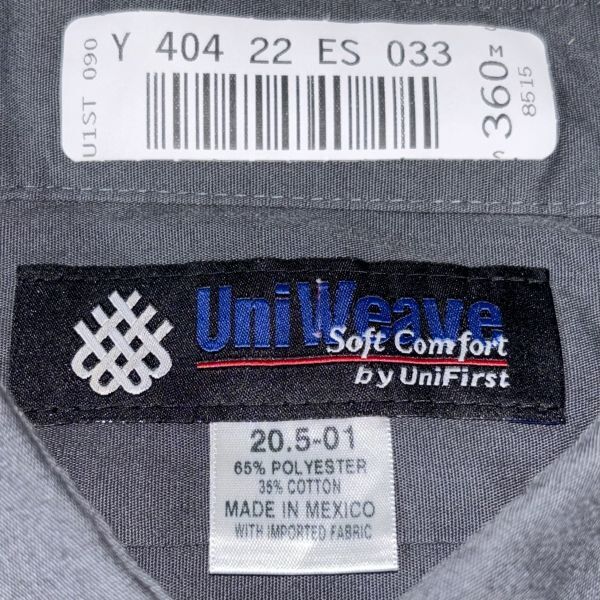 Y 404 22 ES 033
U1ST 090
360M
8515
UniWeave
Soft Comfort
by UniFirst
20.5-01
65% POLYESTER
35% COTTON
MADE IN MEXICO
WITH IMPORTED FABRIC